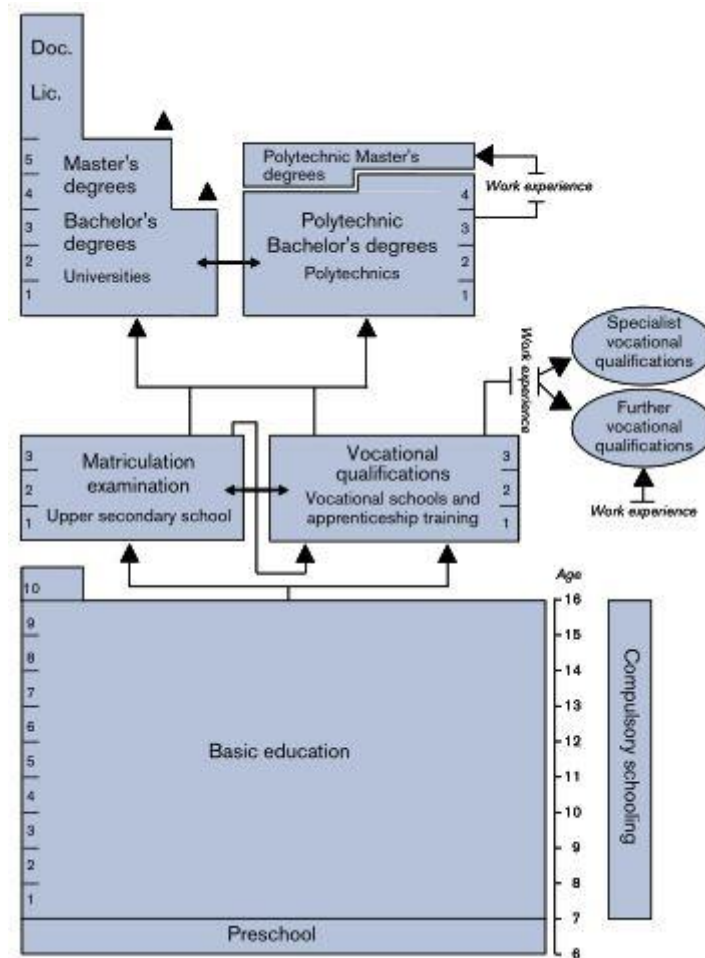 Doc.
Lic.
5
4
3
2
1
Master's
degrees
Bachelor's
degrees
Universities
Polytechnic Master's
degrees
Work experience
4
3
2
1
Polytechnic
Bachelor's degrees
Polytechnics
Work experience
Specialist
vocational
qualifications
Further
vocational
qualifications
Work experience
3
2
1
Matriculation
examination
Upper secondary school
Vocational
qualifications
Vocational schools and
apprenticeship training
3
2
1
10
9
8
7
6
5
4
3
2
1
Basic education
Preschool
Age
16
15
14
13
12
11
10
9
8
7
6
Compulsory schooling